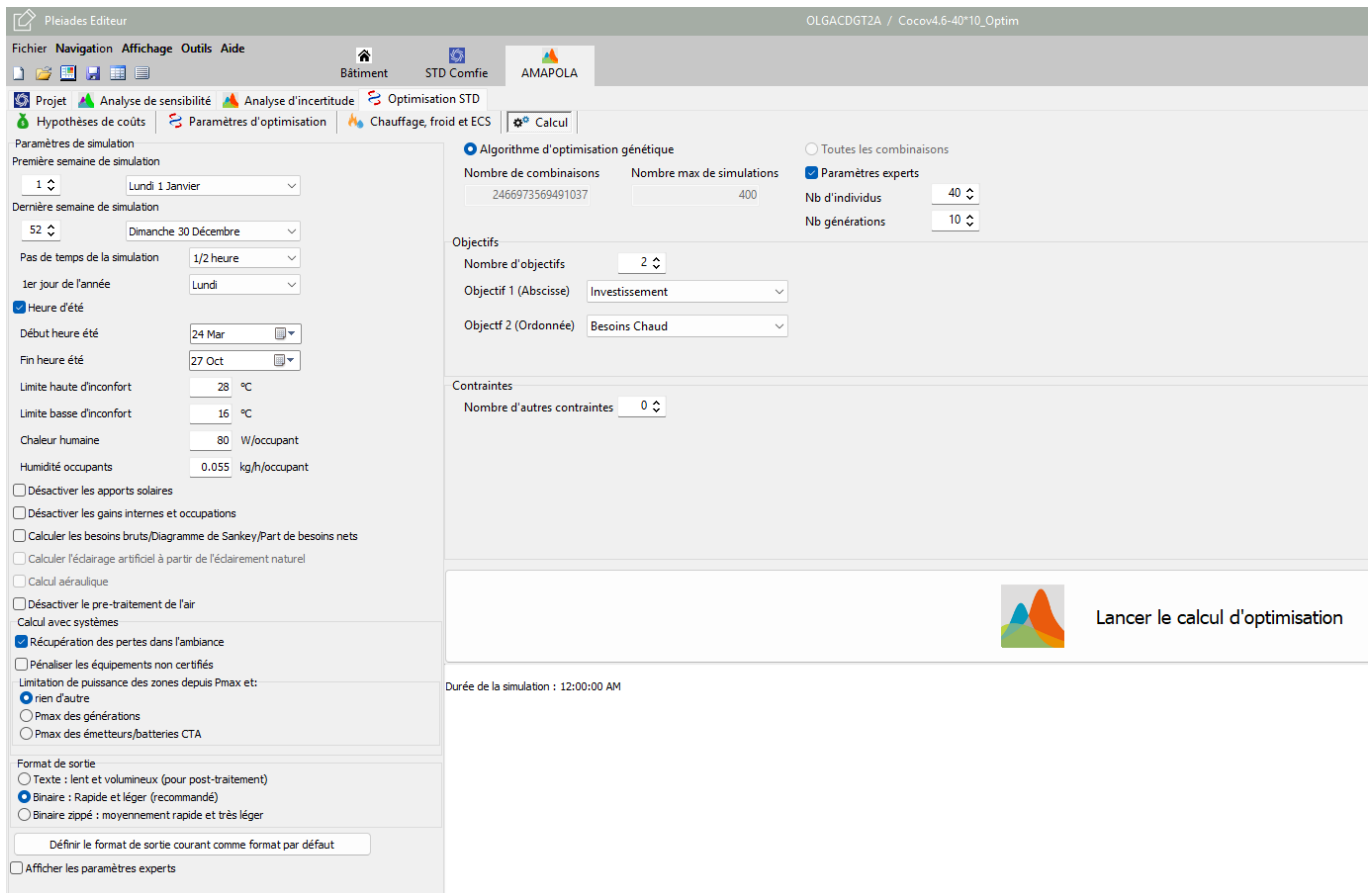 Pleiades Editeur
OLGACDGT2A / Cocov4.6-40*10_Optim
Fichier Navigation Affichage Outils Aide
Bâtiment
STD Comfie
AMAPOLA
Projet
Analyse de sensibilité
Analyse d'incertitude
Optimisation STD
Hypothèses de coûts
Paramètres d'optimisation
Chauffage, froid et ECS
Calcul
Paramètres de simulation
Première semaine de simulation
1
Lundi 1 Janvier
Dernière semaine de simulation
52
Dimanche 30 Décembre
Pas de temps de la simulation
1/2 heure
1er jour de l'année
Lundi
Heure d'été
Début heure été
24 Mar
Fin heure été
27 Oct
Limite haute d'inconfort
28 °C
Limite basse d'inconfort
16 °C
Chaleur humaine
80 W/occupant
Humidité occupants
0.055 kg/h/occupant
Désactiver les apports solaires
Désactiver les gains internes et occupations
Calculer les besoins bruts/Diagramme de Sankey/Part de besoins nets
Calculer l'éclairage artificiel à partir de l'éclairement naturel
Calcul aéraulique
Désactiver le pre-traitement de l'air
Calcul avec systèmes
Récupération des pertes dans l'ambiance
Pénaliser les équipements non certifiés
Limitation de puissance des zones depuis Pmax et:
rien d'autre
Pmax des générations
Pmax des émetteurs/batteries CTA
Format de sortie
Texte : lent et volumineux (pour post-traitement)
Binaire : Rapide et léger (recommandé)
Binaire zippé : moyennement rapide et très léger
Définir le format de sortie courant comme format par défaut
Afficher les paramètres experts
Algorithme d'optimisation génétique
Toutes les combinaisons
Nombre de combinaisons
Nombre max de simulations
Paramètres experts
2466973569491037
400
Nb d'individus
40
Nb générations
10
Objectifs
Nombre d'objectifs
2
Objectif 1 (Abscisse)
Investissement
Objectf 2 (Ordonnée)
Besoins Chaud
Contraintes
Nombre d'autres contraintes
0
Lancer le calcul d'optimisation
Durée de la simulation : 12:00:00 AM